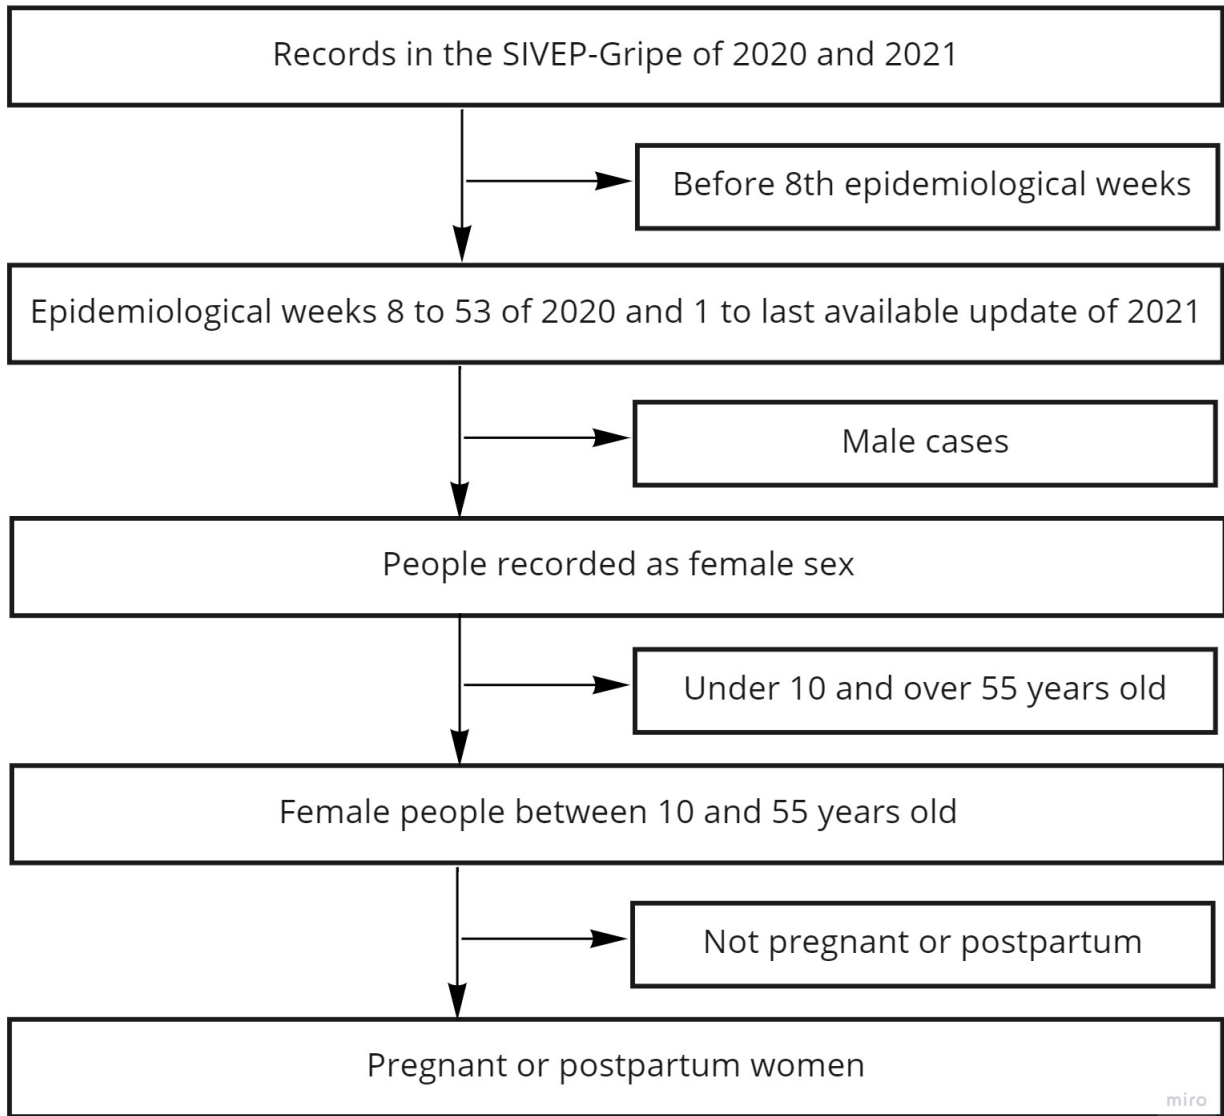 Records in the SIVEP-Gripe of 2020 and 2021
Before 8th epidemiological weeks
Epidemiological weeks 8 to 53 of 2020 and 1 to last available update of 2021
Male cases
People recorded as female sex
Under 10 and over 55 years old
Female people between 10 and 55 years old
Not pregnant or postpartum
Pregnant or postpartum women
miro